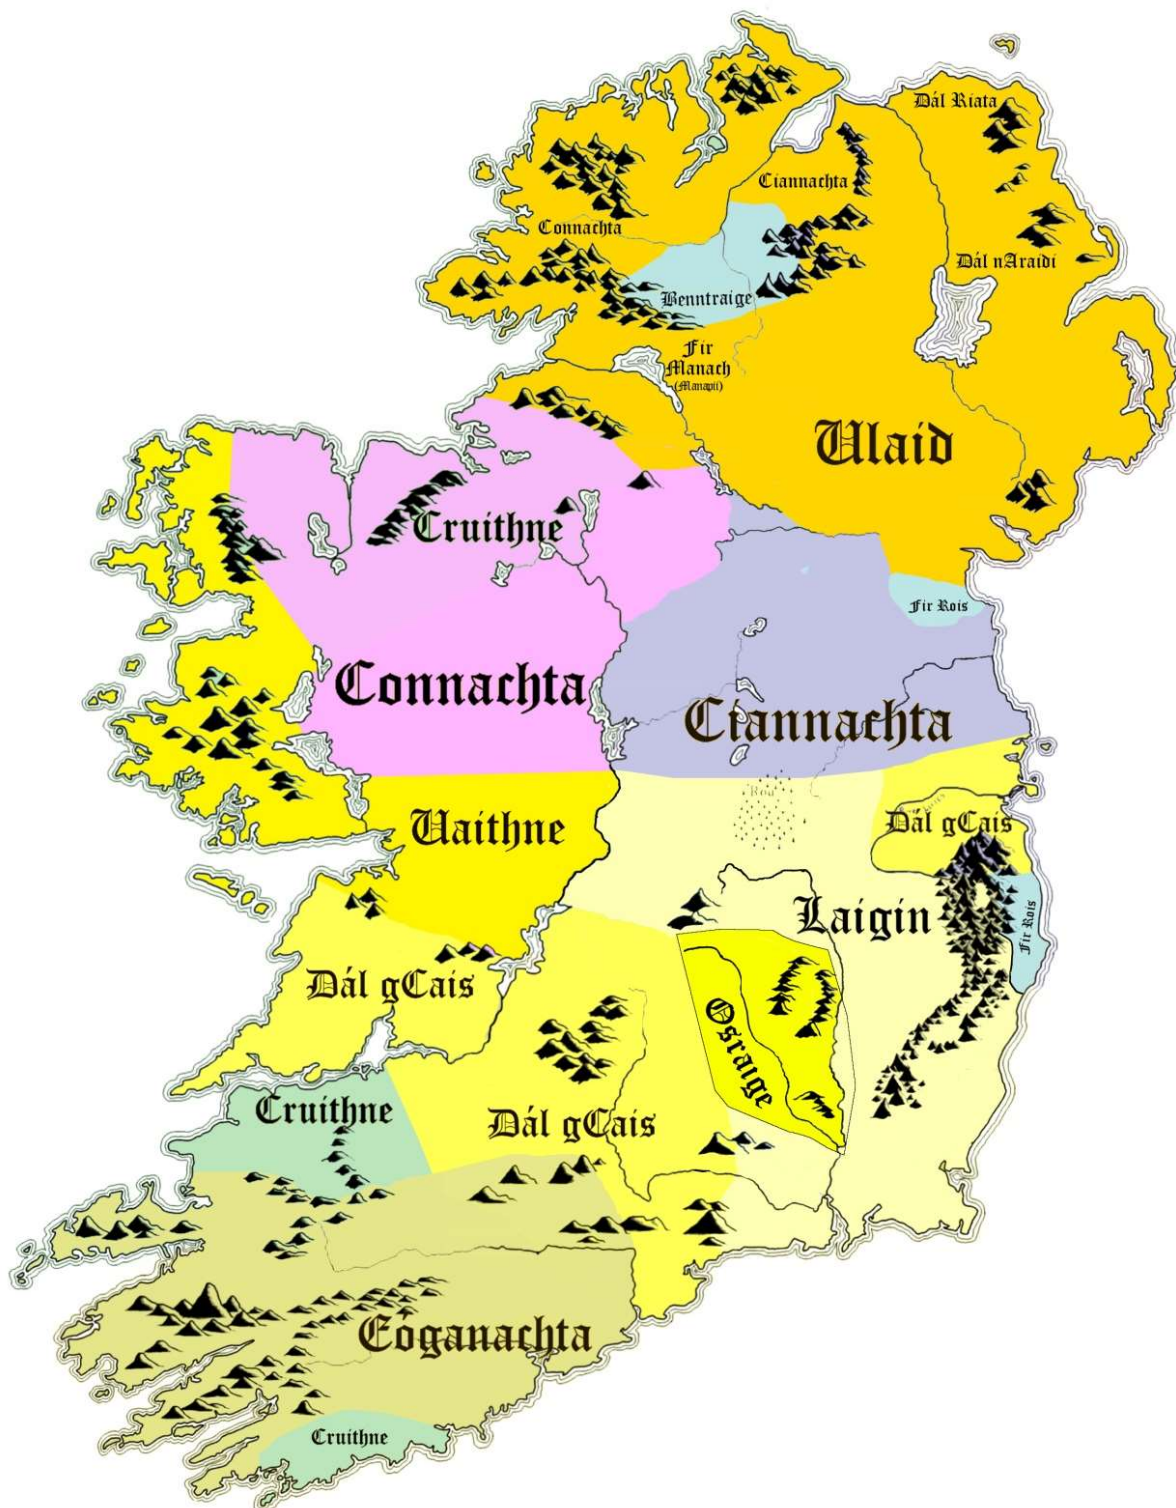 Dál Riata
Ciannachta
Connachta
Dál nAraidi
Benntraige
Fir
Manach
(Manapii)
Ulaid
Cruithne
Fir Rois
Connachta
Ciannachta
Uaithne
Dál gCais
Laigin
Fir Rois
Dál gCais
Osraige
Cruithne
Dál gCais
Eóganachta
Cruithne